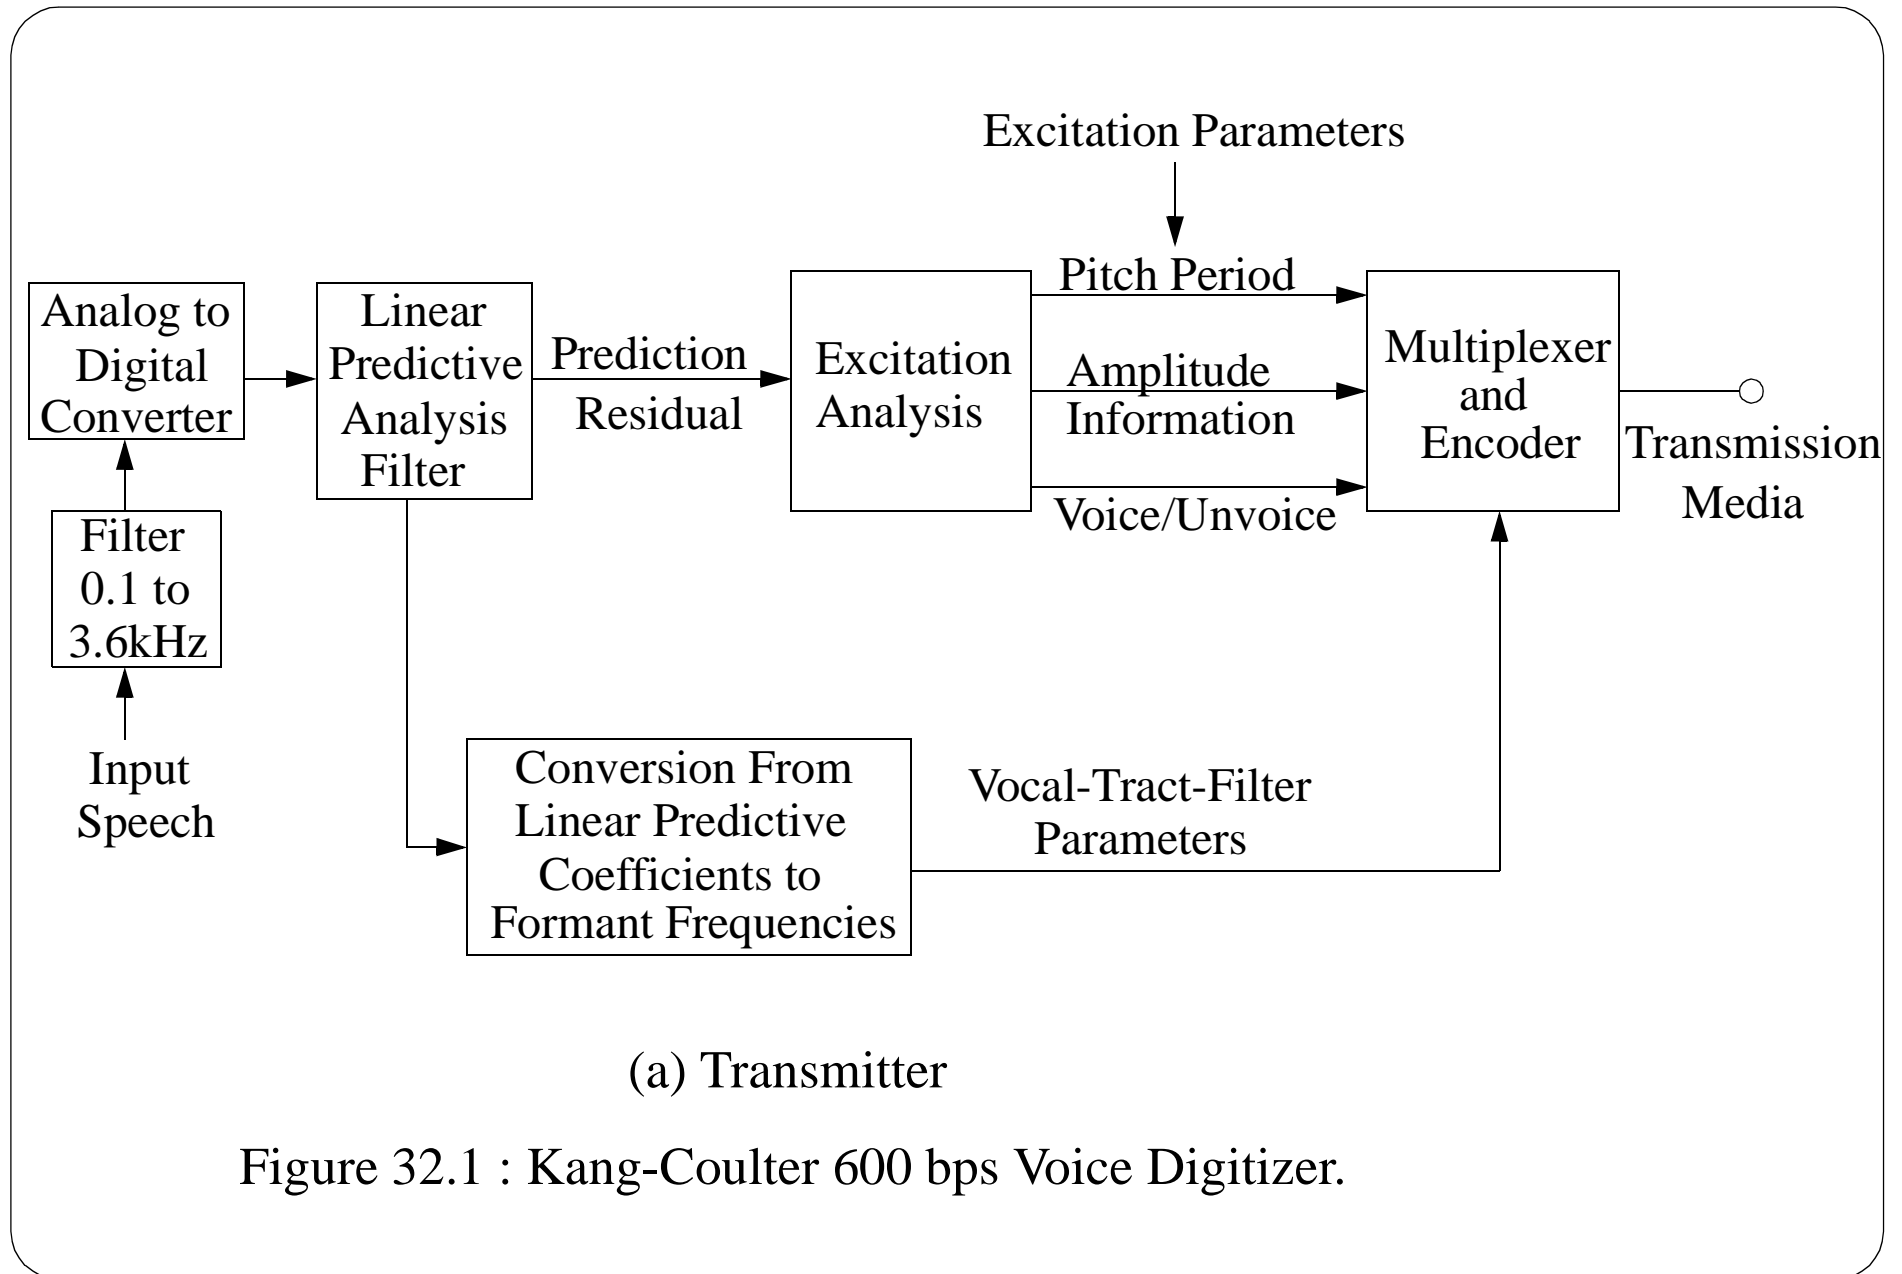 Excitation Parameters
Analog to
Digital
Converter
Linear
Predictive
Analysis
Filter
Prediction
Residual
Excitation
Analysis
Pitch Period
Amplitude
Information
Voice/Unvoice
Multiplexer
and
Encoder
Transmission
Media
Filter
0.1 to
3.6kHz
Input
Speech
Conversion From
Linear Predictive
Coefficients to
Formant Frequencies
Vocal-Tract-Filter
Parameters
(a) Transmitter
Figure 32.1 : Kang-Coulter 600 bps Voice Digitizer.